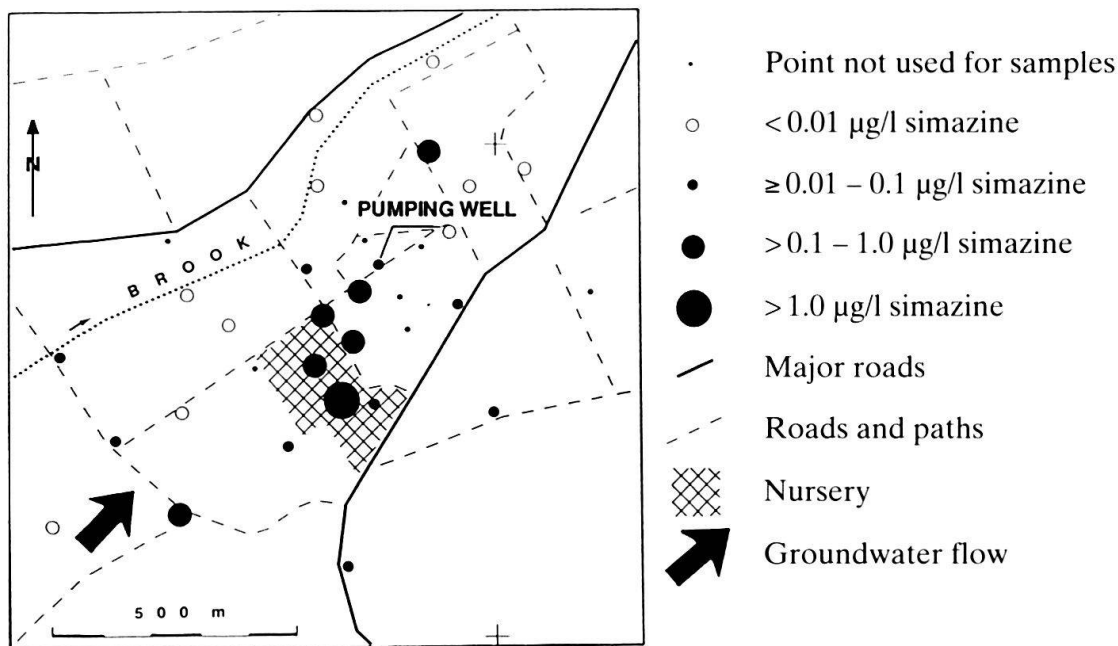 N
PUMPING WELL
BROOK
500 m
Point not used for samples
< 0.01 µg/l simazine
≥ 0.01 – 0.1 µg/l simazine
> 0.1 – 1.0 µg/l simazine
> 1.0 µg/l simazine
Major roads
Roads and paths
Nursery
Groundwater flow